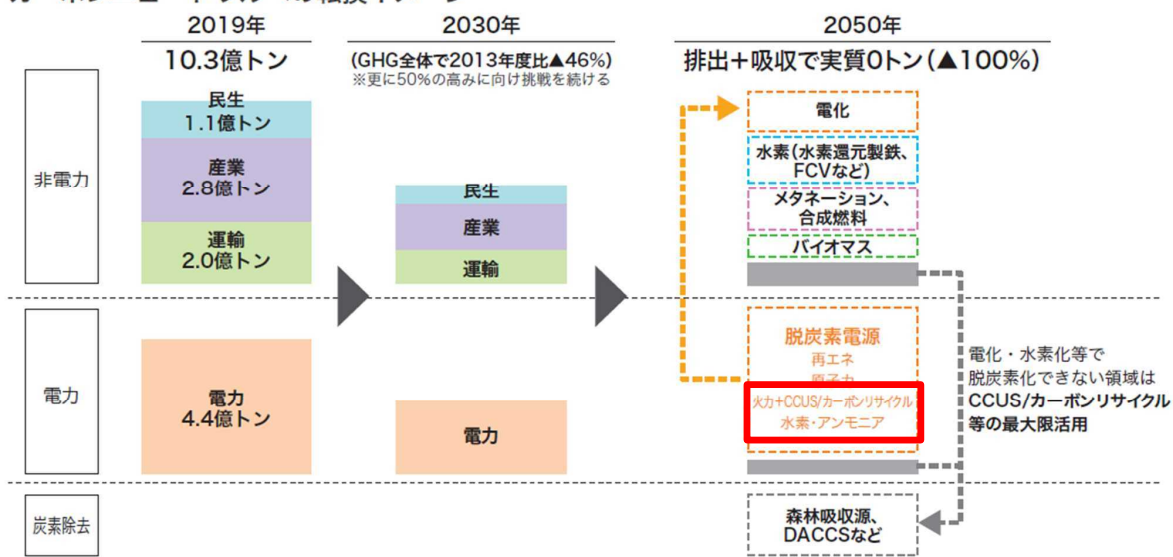 2019年
10.3億トン
2030年
(GHG全体で2013年度比▲46%)
※更に50%の高みに向け挑戦を続ける
2050年
排出+吸収で実質0トン(▲100%)
非電力
民生
1.1億トン
産業
2.8億トン
運輸
2.0億トン
民生
産業
運輸
電化
水素(水素還元製鉄、
FCVなど)
メタネーション、
合成燃料
バイオマス
電力
電力
4.4億トン
電力
脱炭素電源
再エネ
原子力
火力+CCUS/カーボンリサイクル
水素・アンモニア
電化・水素化等で
脱炭素化できない領域は
CCUS/カーボンリサイクル
等の最大限活用
炭素除去
森林吸収源、
DACCSなど